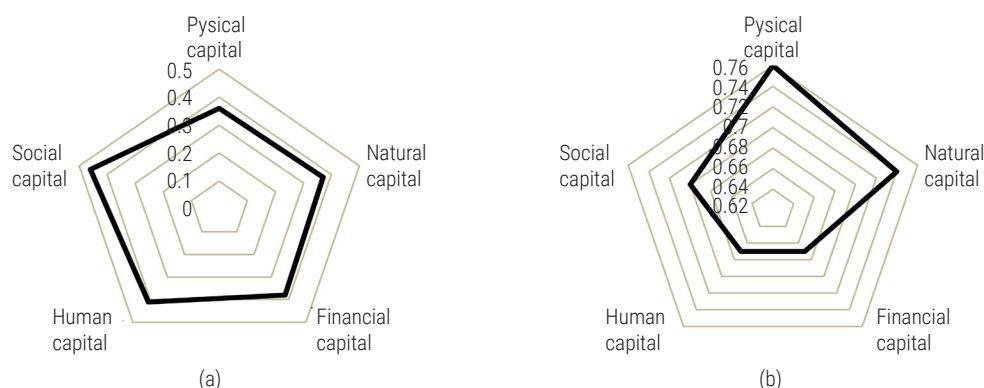 Pysical
capital
0.5
0.4
0.3
0.2
0.1
0
Social
capital
Natural
capital
Human
capital
Financial
capital
(a)
Pysical
capital
0.76
0.74
0.72
0.7
0.68
0.66
0.64
0.62
Social
capital
Natural
capital
Human
capital
Financial
capital
(b)